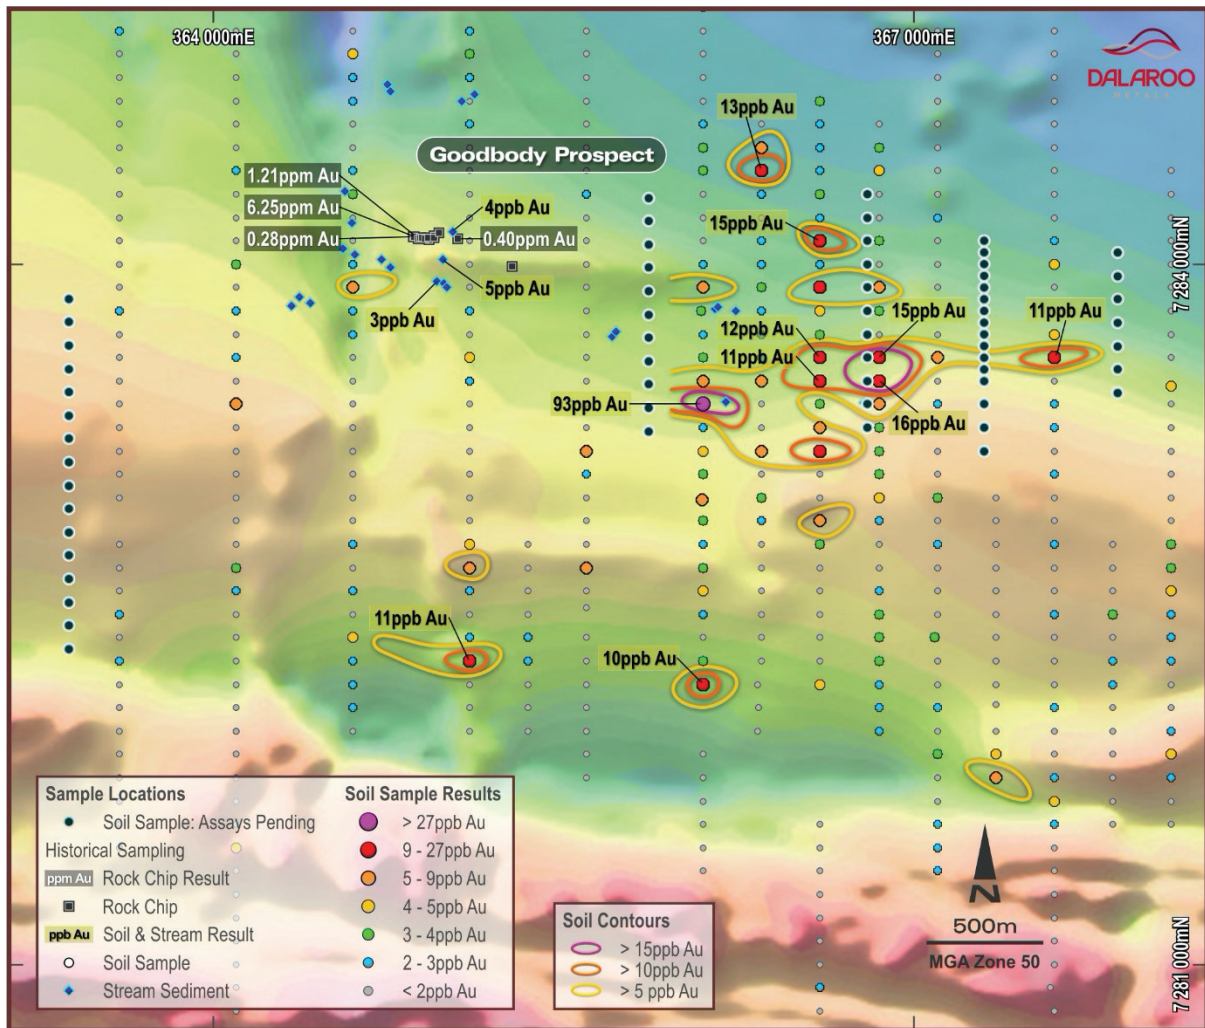 364 000mE
367 000mE
DALAROO
METALS
13ppb Au
Goodbody Prospect
1.21ppm Au
6.25ppm Au
0.28ppm Au
4ppb Au
0.40ppm Au
15ppb Au
7 284 000mN
5ppb Au
3ppb Au
12ppb Au
15ppb Au
11ppb Au
11ppb Au
93ppb Au
16ppb Au
11ppb Au
10ppb Au
Sample Locations
Soil Sample: Assays Pending
Historical Sampling
ppm Au Rock Chip Result
Rock Chip
ppb Au Soil & Stream Result
Soil Sample
Stream Sediment
Soil Sample Results
> 27ppb Au
9 - 27ppb Au
5 - 9ppb Au
4 - 5ppb Au
3 - 4ppb Au
2 - 3ppb Au
< 2ppb Au
Soil Contours
> 15ppb Au
> 10ppb Au
> 5 ppb Au
N
500m
MGA Zone 50
7 281 000mN